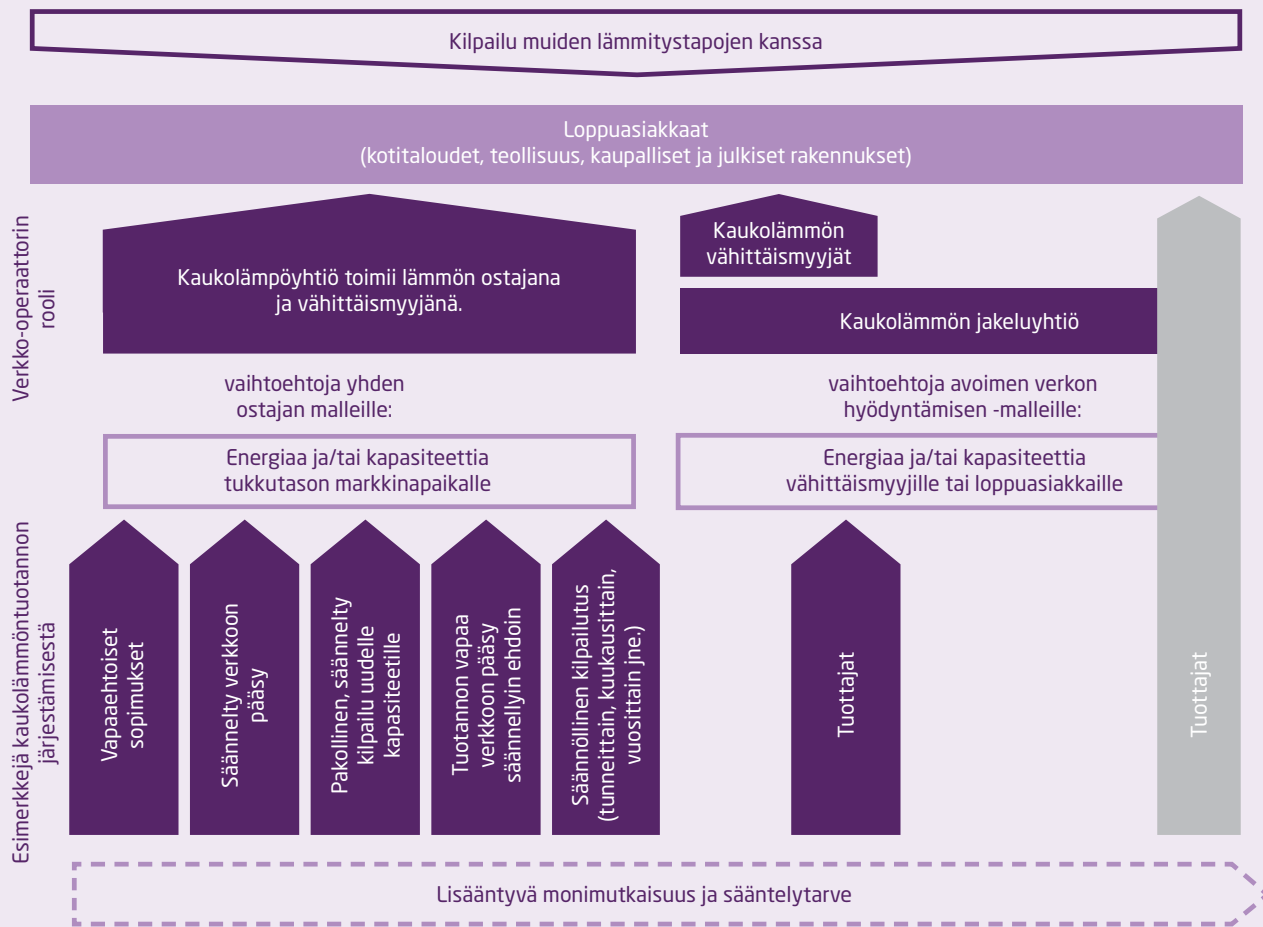 Kilpailu muiden lämmitystapojen kanssa
Loppuasiakkaat
(kotitaloudet, teollisuus, kaupalliset ja julkiset rakennukset)
Verkko-operaattorin
rooli
Kaukolämpöyhtiö toimii lämmön ostajana
ja vähittäismyyjänä.
Kaukolämmön
vähittäismyyjät
Kaukolämmön jakeluyhtiö
vaihtoehtoja yhden
ostajan malleille:
vaihtoehtoja avoimen verkon
hyödyntämisen -malleille:
Energiaa ja/tai kapasiteettia
tukkutason markkinapaikalle
Energiaa ja/tai kapasiteettia
vähittäismyyjille tai loppuasiakkaille
Esimerkkejä kaukolämmöntuotannon
järjestämisestä
Vapaaehtoiset
sopimukset
Säännelty verkkoon
pääsy
Pakollinen, säännelty
kilpailu uudelle
kapasiteetille
Tuotannon vapaa
verkkoon pääsy
säännellyin ehdoin
Säännöllinen kilpailutus
(tunneittain, kuukausittain,
vuosittain jne.)
Tuottajat
Tuottajat
Lisääntyvä monimutkaisuus ja sääntelytarve